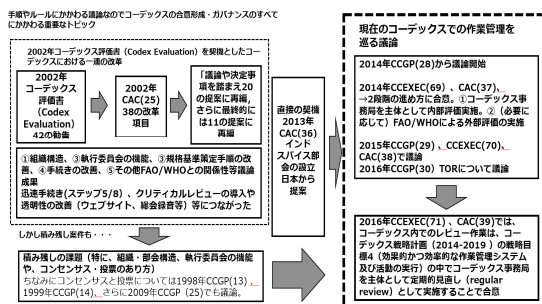 手順やルールにかかわる議論なのでコーデックスの合意形成・ガバナンスのすべて
にかかわる重要なトピック
2002年コーデックス評価書（Codex Evaluation）を契機としたコー
デックスにおける一連の改革
2002年
コーデックス
評価書
（Codex
Evaluation）
42の勧告
2002年
CAC(25)
38の改革
項目
「議論や決定事
項を踏まえ20
の提案に再編、
さらに最終的に
は11の提案に
再編
①組織構造、②執行委員会の機能、③規格基準策定手順の改
善、④手続きの改善、⑤その他FAO/WHOとの関係性等議論
成果
迅速手続き(ステップ5/8）、クリティカルレビューの導入や
透明性の改善（ウェブサイト、総会録音等）等につながった
しかし積み残し案件も・・・
積み残しの課題（特に、組織・部会構造、執行委員会の機能
や、コンセンサス・投票のあり方）
ちなみにコンセンサスと投票については1998年CCGP(13)、
1999年CCGP(14)、さらに2009年CCGP（25)でも議論。
直接の契機
2013年
CAC(36)
インド
スパイス部
会の設立
日本から
提案
現在のコーデックスでの作業管理を
巡る議論
2014年CCGP(28)から議論開始
2014年CCEXEC(69）、CAC(37)、
→2段階の進め方に合意。①コーデックス事
務局を主体として内部評価実施。②（必要に
応じて）FAO/WHOによる外部評価の実施
2015年CCGP(29）、CCEXEC(70)、
CAC(38)で議論
2016年CCGP(30）TORについて議論
2016年CCEXEC(71) 、CAC(39)では、
コーデックス内でのレビュー作業は、コー
デックス戦略計画（2014-2019 ）の戦略目
標4（効果的かつ効率的な作業管理システム
及び活動の実行）の中でコーデックス事務局
を主体として定期的見直し（regular
review）として実施することで合意